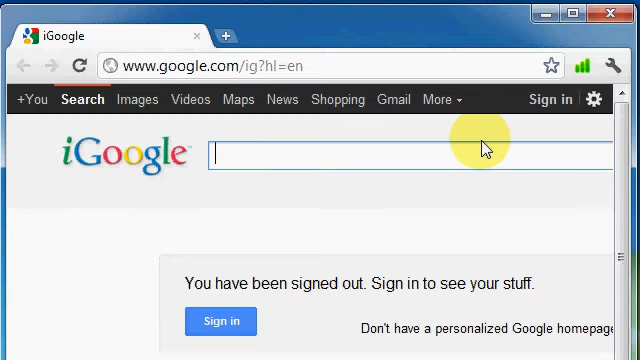 iGoogle
www.google.com/ig?hl=en
+You Search Images Videos Maps News Shopping Gmail More Sign in
iGoogle™
You have been signed out. Sign in to see your stuff.
Sign in
Don't have a personalized Google homepage